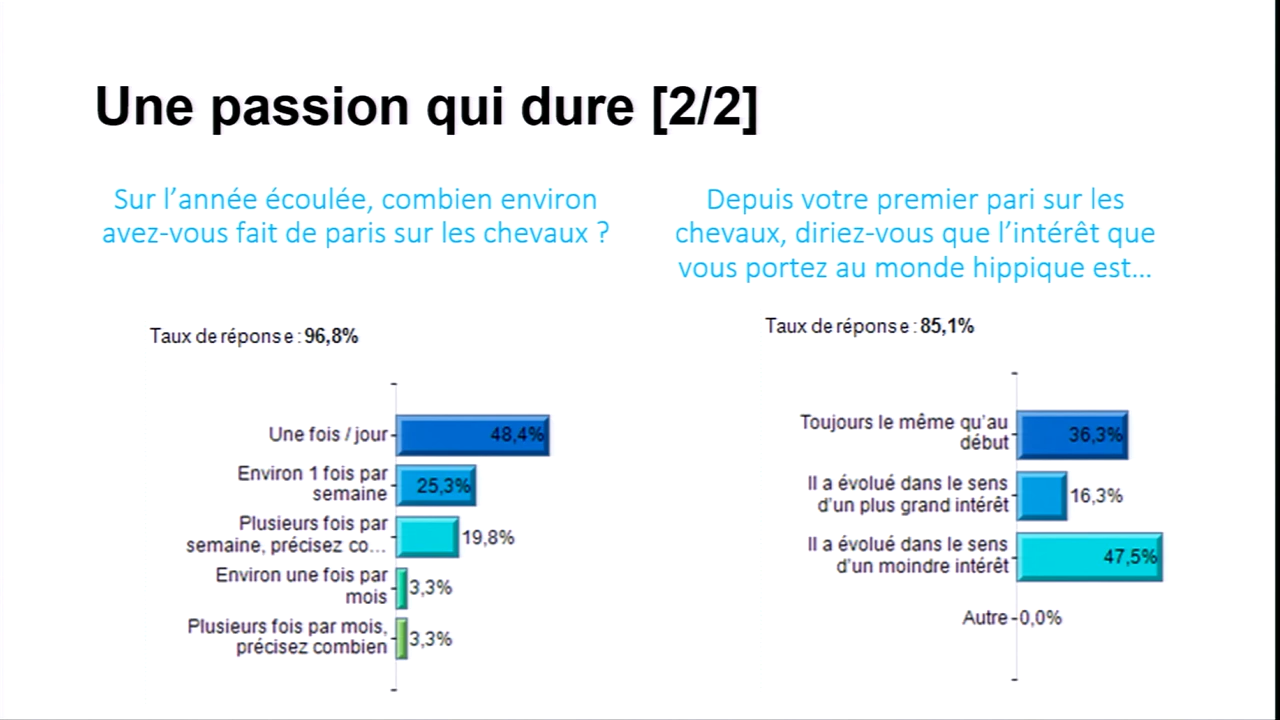 Une passion qui dure [2/2]
Sur l’année écoulée, combien environ
avez-vous fait de paris sur les chevaux ?
Taux de réponse : 96,8%
Une fois / jour
48,4%
Environ 1 fois par
semaine
25,3%
Plusieurs fois par
semaine, précisez co...
19,8%
Environ une fois par
mois
3,3%
Plusieurs fois par mois,
précisez combien
3,3%
Depuis votre premier pari sur les
chevaux, diriez-vous que l’intérêt que
vous portez au monde hippique est...
Taux de réponse : 85,1%
Toujours le même qu’au
début
36,3%
Il a évolué dans le sens
d’un plus grand intérêt
16,3%
Il a évolué dans le sens
d’un moindre intérêt
47,5%
Autre
0,0%